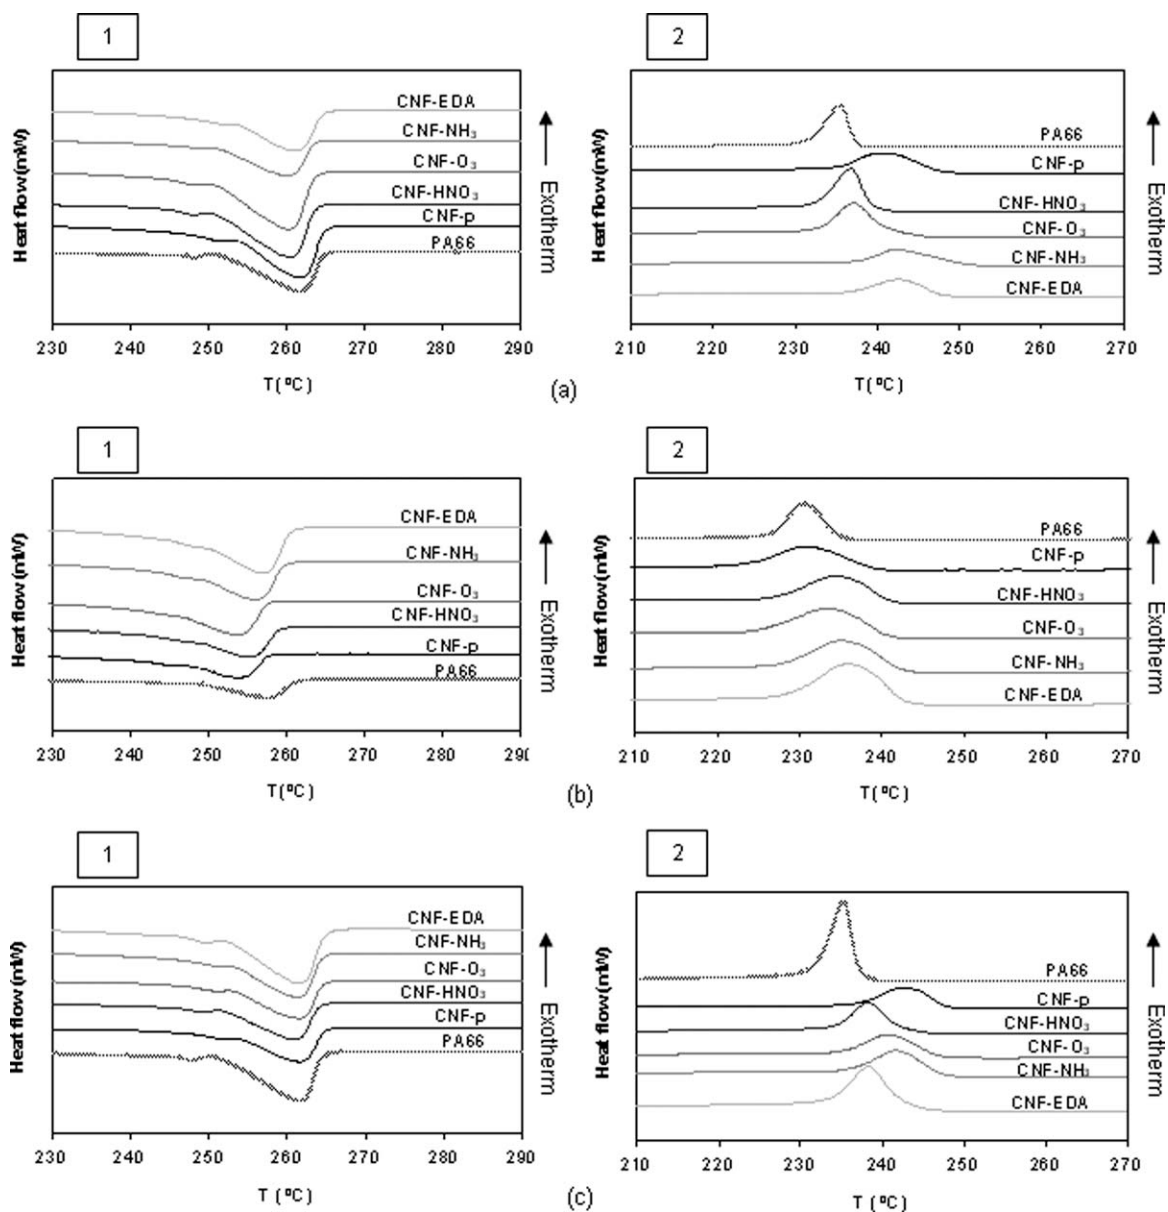 1
Heat flow (mW)
CNF-EDA
CNF-NH₃
CNF-O₃
CNF-HNO₃
CNF-p
PA66
Exotherm
230 240 250 260 270 280 290
T (ºC)
2
Heat flow (mW)
PA66
CNF-p
CNF-HNO₃
CNF-O₃
CNF-NH₃
CNF-EDA
Exotherm
210 220 230 240 250 260 270
T (ºC)
(a)
1
Heat flow (mW)
CNF-EDA
CNF-NH₃
CNF-O₃
CNF-HNO₃
CNF-p
PA66
Exotherm
230 240 250 260 270 280 290
T (ºC)
2
Heat flow (mW)
PA66
CNF-p
CNF-HNO₃
CNF-O₃
CNF-NH₃
CNF-EDA
Exotherm
210 220 230 240 250 260 270
T (ºC)
(b)
1
Heat flow (mW)
CNF-EDA
CNF-NH₃
CNF-O₃
CNF-HNO₃
CNF-p
PA66
Exotherm
230 240 250 260 270 280 290
T (ºC)
2
Heat flow (mW)
PA66
CNF-p
CNF-HNO₃
CNF-O₃
CNF-NH₃
CNF-EDA
Exotherm
210 220 230 240 250 260 270
T (ºC)
(c)